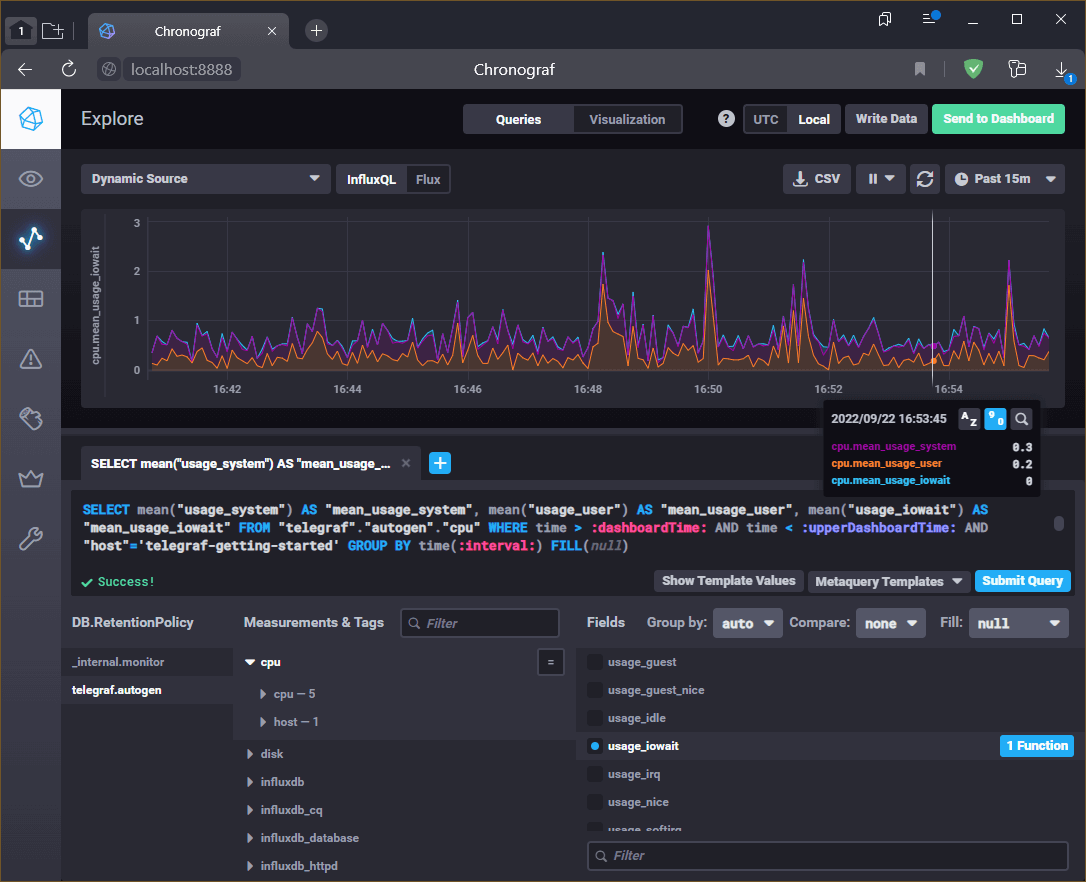 1
Chronograf
localhost:8888
Chronograf
1
Explore
Queries
Visualization
?
UTC
Local
Write Data
Send to Dashboard
Dynamic Source
InfluxQL
Flux
CSV
Past 15m
cpu.mean_usage_iowait
3
2
1
0
16:42
16:44
16:46
16:48
16:50
16:52
16:54
2022/09/22 16:53:45
A Z
9 0
cpu.mean_usage_system 0.3
cpu.mean_usage_user 0.2
cpu.mean_usage_iowait 0
SELECT mean("usage_system") AS "mean_usage_...
SELECT mean("usage_system") AS "mean_usage_system", mean("usage_user") AS "mean_usage_user", mean("usage_iowait") AS
"mean_usage_iowait" FROM "telegraf"."autogen"."cpu" WHERE time > :dashboardTime: AND time < :upperDashboardTime: AND
"host"='telegraf-getting-started' GROUP BY time(:interval:) FILL(null)
Success!
Show Template Values
Metaquery Templates
Submit Query
DB.RetentionPolicy
_internal.monitor
telegraf.autogen
Measurements & Tags
Filter
cpu
=
cpu — 5
host — 1
disk
influxdb
influxdb_cq
influxdb_database
influxdb_httpd
Fields
Group by: auto
Compare: none
Fill: null
usage_guest
usage_guest_nice
usage_idle
usage_iowait
1 Function
usage_irq
usage_nice
usage_softirq
Filter